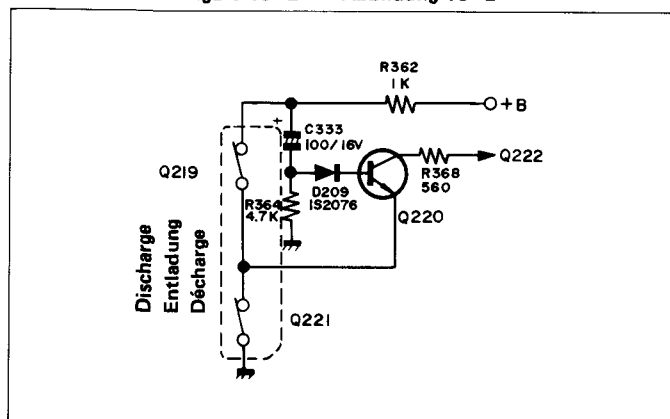 R362
1K
+B
+
C333
100/16V
Q219
Q222
D209
1S2076
R368
560
R364
4.7K
Q220
Discharge
Entladung
Décharge
Q221